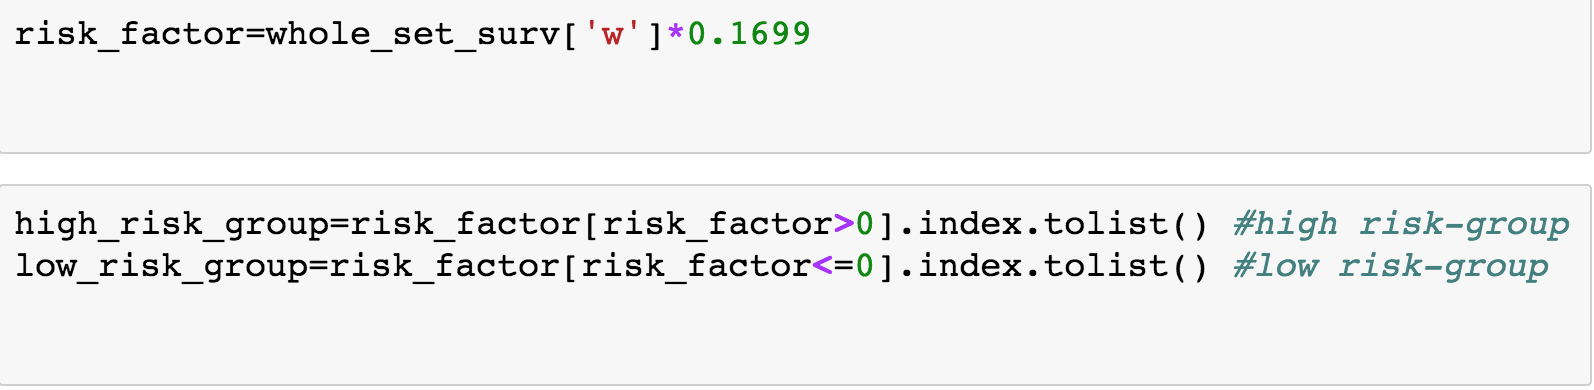 risk_factor=whole_set_surv['w']*0.1699
high_risk_group=risk_factor[risk_factor>0].index.tolist() #high risk-group
low_risk_group=risk_factor[risk_factor<=0].index.tolist() #low risk-group